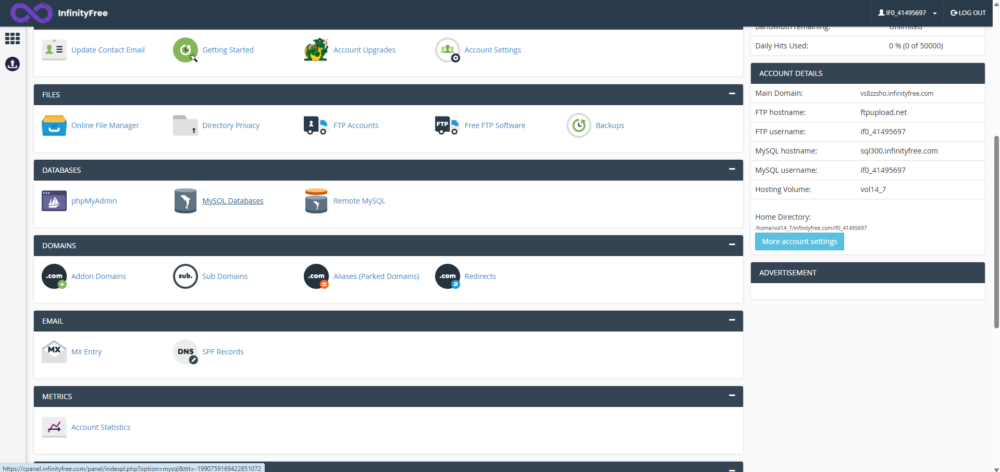 InfinityFree
IF0_41495697
LOG OUT
Update Contact Email
Getting Started
Account Upgrades
Account Settings
FILES
Online File Manager
Directory Privacy
FTP Accounts
FTP
Free FTP Software
Backups
DATABASES
phpMyAdmin
MySQL Databases
Remote MySQL
DOMAINS
.com
Addon Domains
sub.
Sub Domains
.com
Aliases (Parked Domains)
.com
Redirects
EMAIL
MX
MX Entry
DNS
SPF Records
METRICS
Account Statistics
Bandwidth remaining: Unlimited
Daily Hits Used: 0 % (0 of 50000)
ACCOUNT DETAILS
Main Domain: vs8zzsho.infinityfree.com
FTP hostname: ftpupload.net
FTP username: if0_41495697
MySQL hostname: sql300.infinityfree.com
MySQL username: if0_41495697
Hosting Volume: vol14_7
Home Directory:
/home/vol14_7/infinityfree.com/if0_41495697
More account settings
ADVERTISEMENT
https://cpanel.infinityfree.com/panel/indexpl.php?option=mysql&ttt=-1990759169422851072